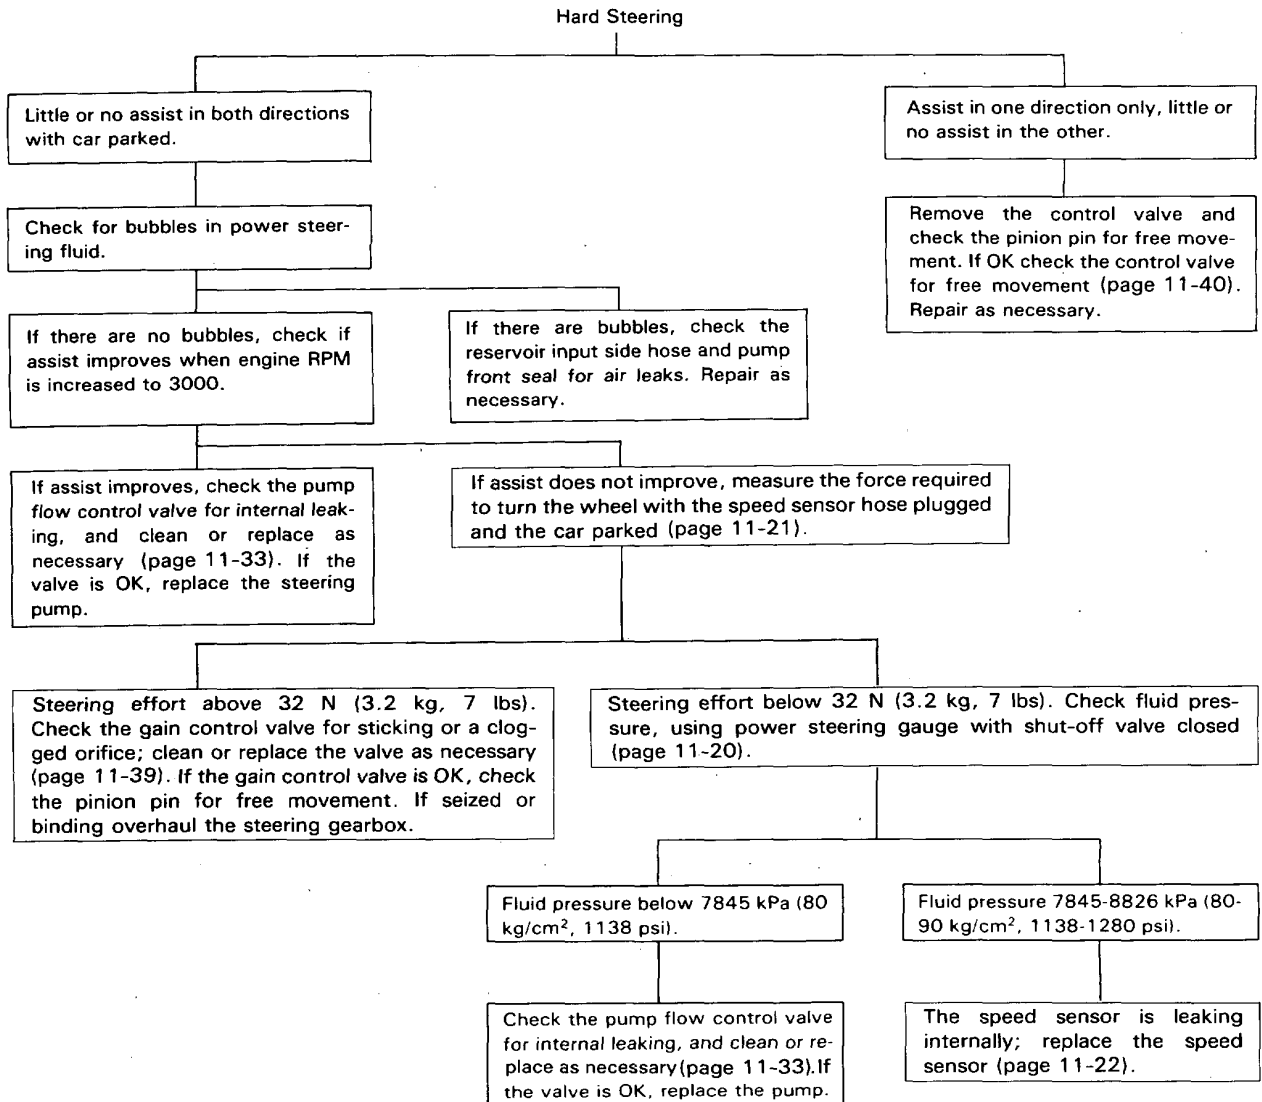 Hard Steering
Little or no assist in both directions
with car parked.
Assist in one direction only, little or
no assist in the other.
Check for bubbles in power steer-
ing fluid.
Remove the control valve and
check the pinion pin for free move-
ment. If OK check the control valve
for free movement (page 11-40).
Repair as necessary.
If there are no bubbles, check if
assist improves when engine RPM
is increased to 3000.
If there are bubbles, check the
reservoir input side hose and pump
front seal for air leaks. Repair as
necessary.
If assist improves, check the pump
flow control valve for internal leak-
ing, and clean or replace as
necessary (page 11-33). If the
valve is OK, replace the steering
pump.
If assist does not improve, measure the force required
to turn the wheel with the speed sensor hose plugged
and the car parked (page 11-21).
Steering effort above 32 N (3.2 kg, 7 lbs).
Check the gain control valve for sticking or a clog-
ged orifice; clean or replace the valve as necessary
(page 11-39). If the gain control valve is OK, check
the pinion pin for free movement. If seized or
binding overhaul the steering gearbox.
Steering effort below 32 N (3.2 kg, 7 lbs). Check fluid pres-
sure, using power steering gauge with shut-off valve closed
(page 11-20).
Fluid pressure below 7845 kPa (80
kg/cm², 1138 psi).
Fluid pressure 7845-8826 kPa (80-
90 kg/cm², 1138-1280 psi).
Check the pump flow control valve
for internal leaking, and clean or re-
place as necessary (page 11-33). If
the valve is OK, replace the pump.
The speed sensor is leaking
internally; replace the speed
sensor (page 11-22).